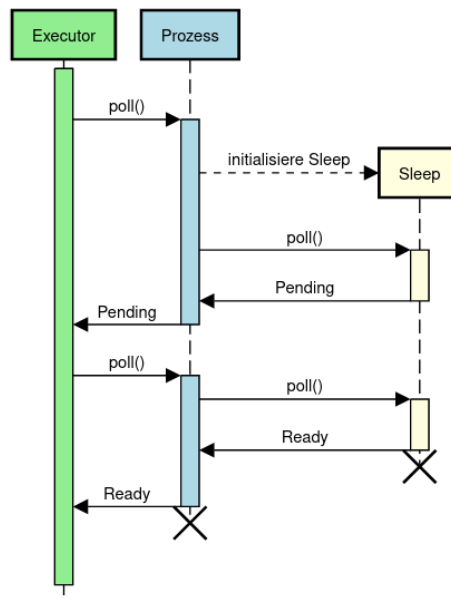 Executor
Prozess
poll()
initialisiere Sleep
Sleep
poll()
Pending
Pending
poll()
poll()
Ready
Ready